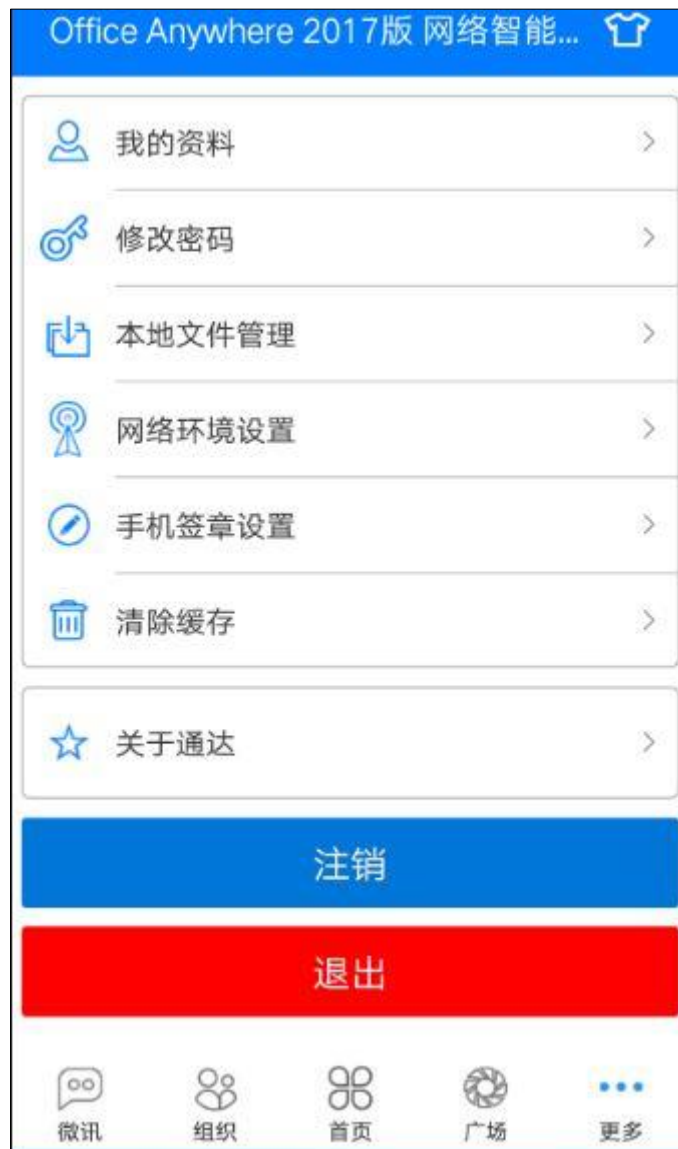 Office Anywhere 2017版 网络智能...
我的资料
修改密码
本地文件管理
网络环境设置
手机签章设置
清除缓存
关于通达
注销
退出
微讯
组织
首页
广场
更多